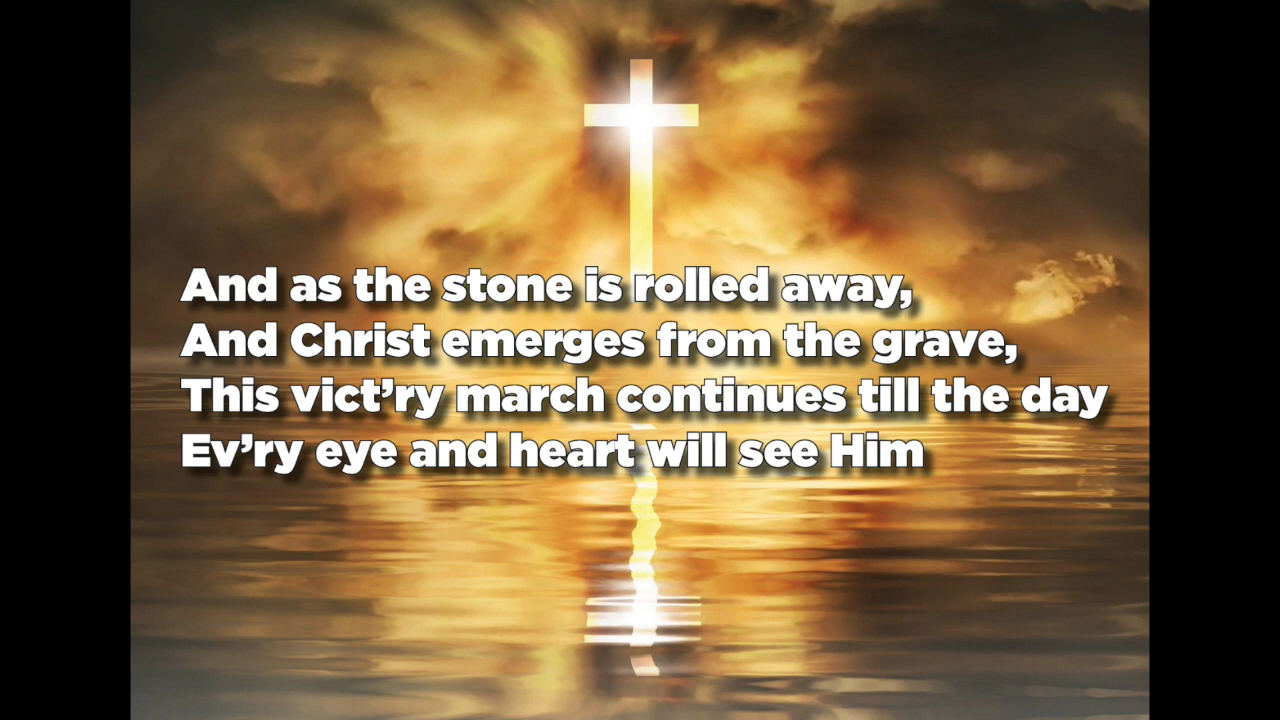 And as the stone is rolled away,
And Christ emerges from the grave,
This vict’ry march continues till the day
Ev’ry eye and heart will see Him